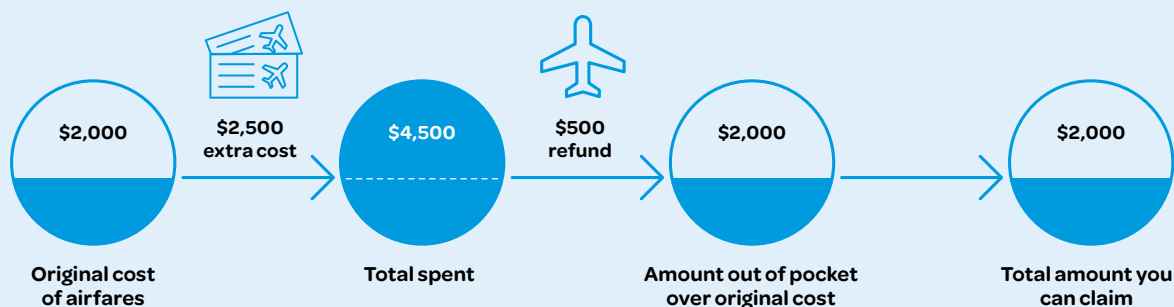 $2,000
$2,500
extra cost
$4,500
$500
refund
$2,000
$2,000
Original cost
of airfares
Total spent
Amount out of pocket
over original cost
Total amount you
can claim